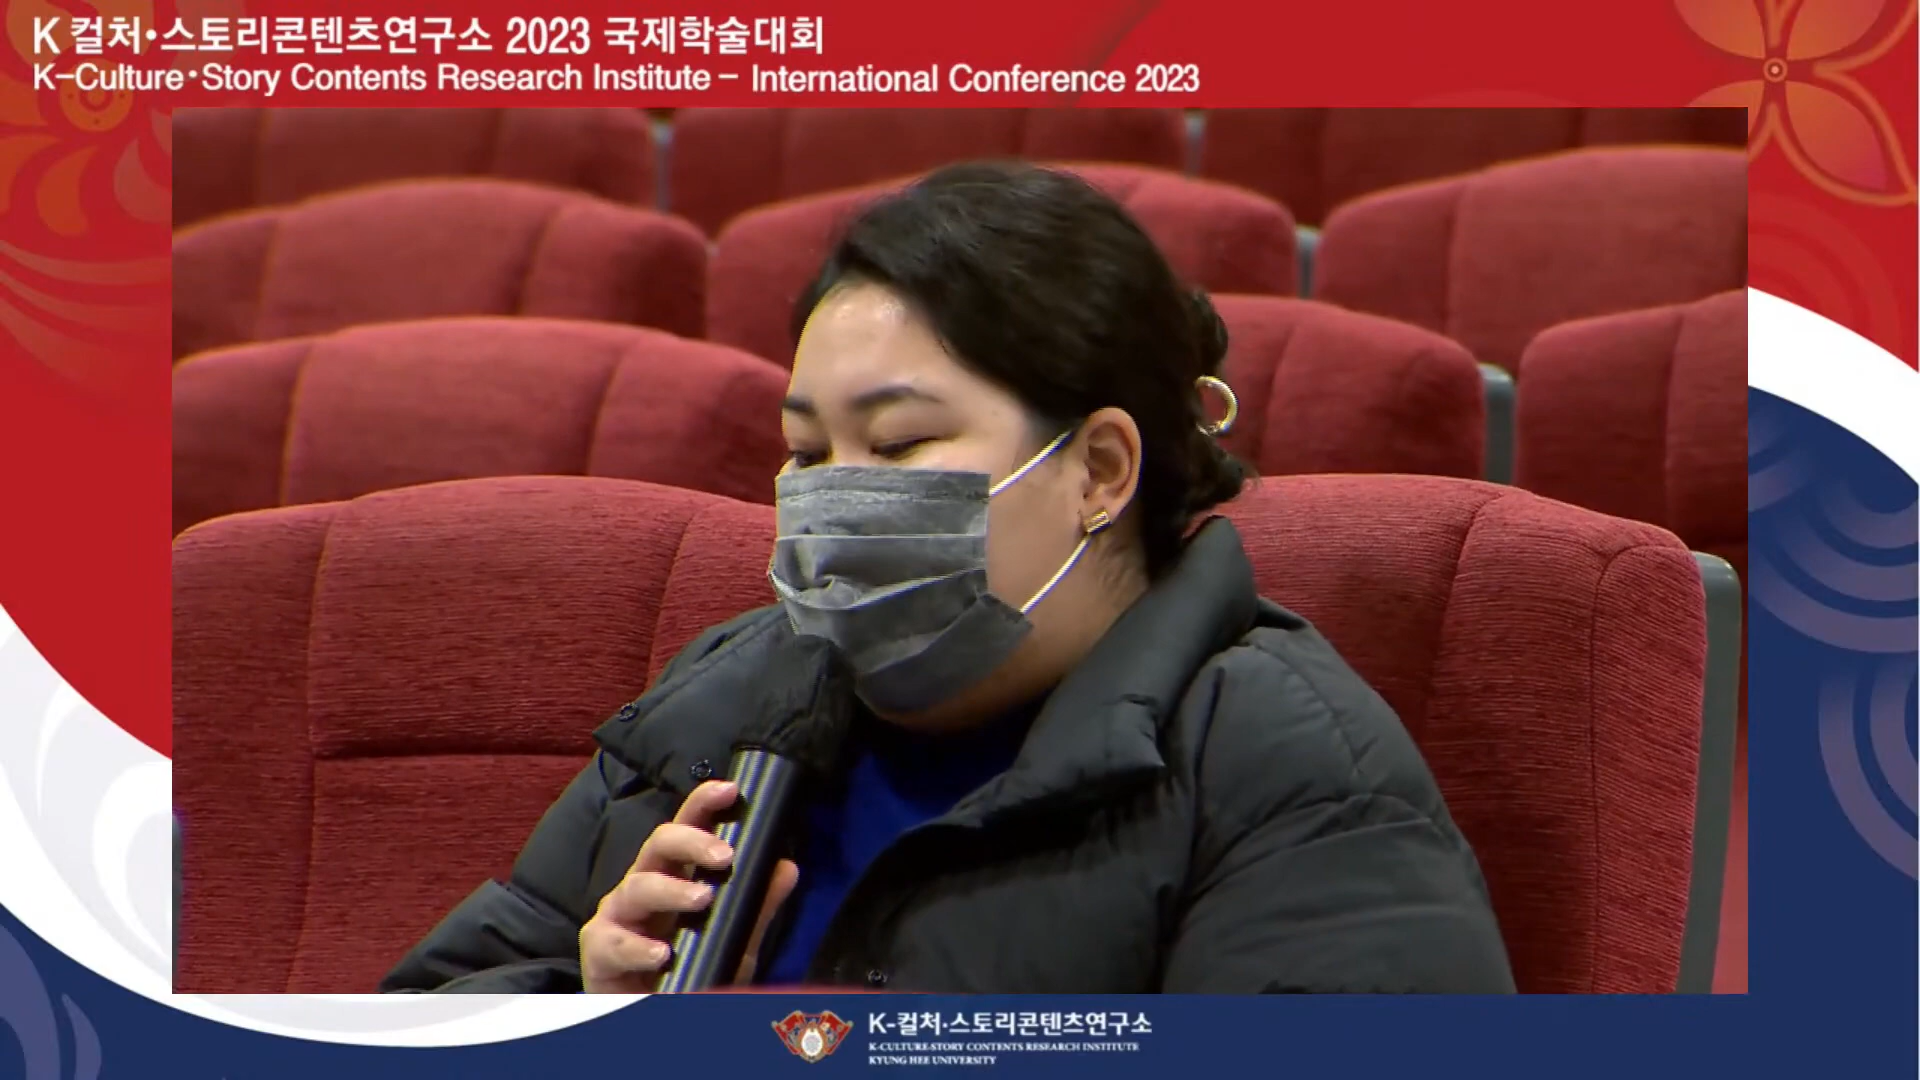 K 컬처·스토리콘텐츠연구소 2023 국제학술대회
K-Culture·Story Contents Research Institute - International Conference 2023
K-컬처·스토리콘텐츠연구소
K-CULTURE·STORY CONTENTS RESEARCH INSTITUTE
KYUNG HEE UNIVERSITY